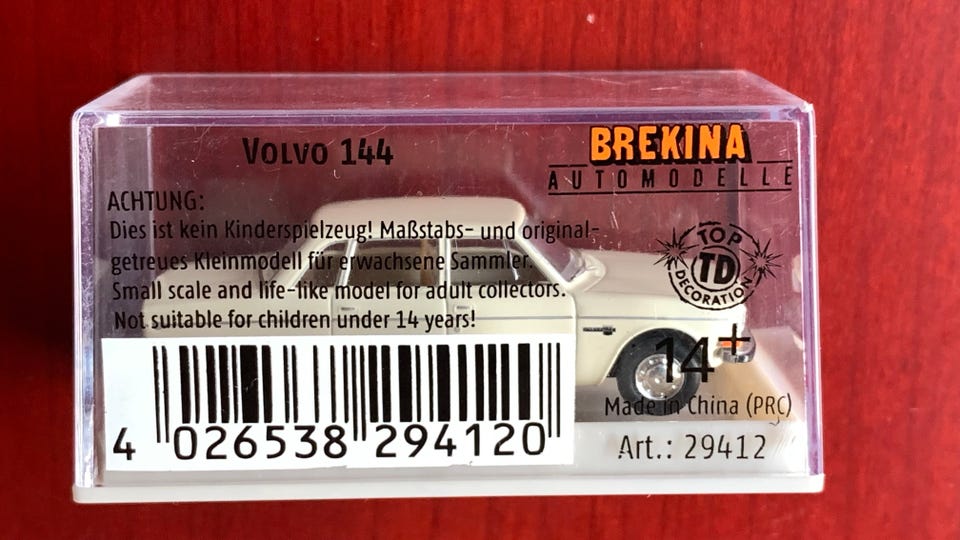 Volvo 144
BREKINA
AUTOMODELLE
ACHTUNG:
Dies ist kein Kinderspielzeug! Maßstabs- und original-
getreues Kleinmodell für erwachsene Sammler.
Small scale and life-like model for adult collectors.
Not suitable for children under 14 years!
TOP
TD
DECORATION
14+
Made in China (PRC)
Art.: 29412
4 026538 294120